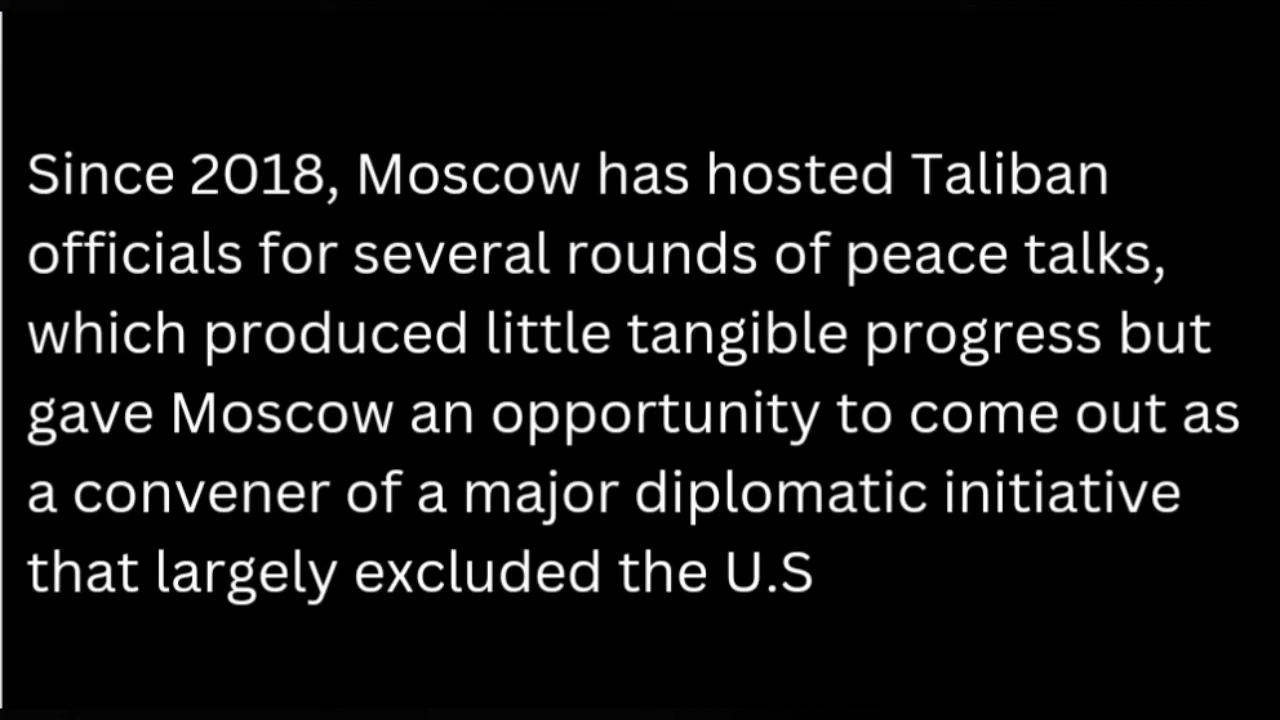 Since 2018, Moscow has hosted Taliban
officials for several rounds of peace talks,
which produced little tangible progress but
gave Moscow an opportunity to come out as
a convener of a major diplomatic initiative
that largely excluded the U.S